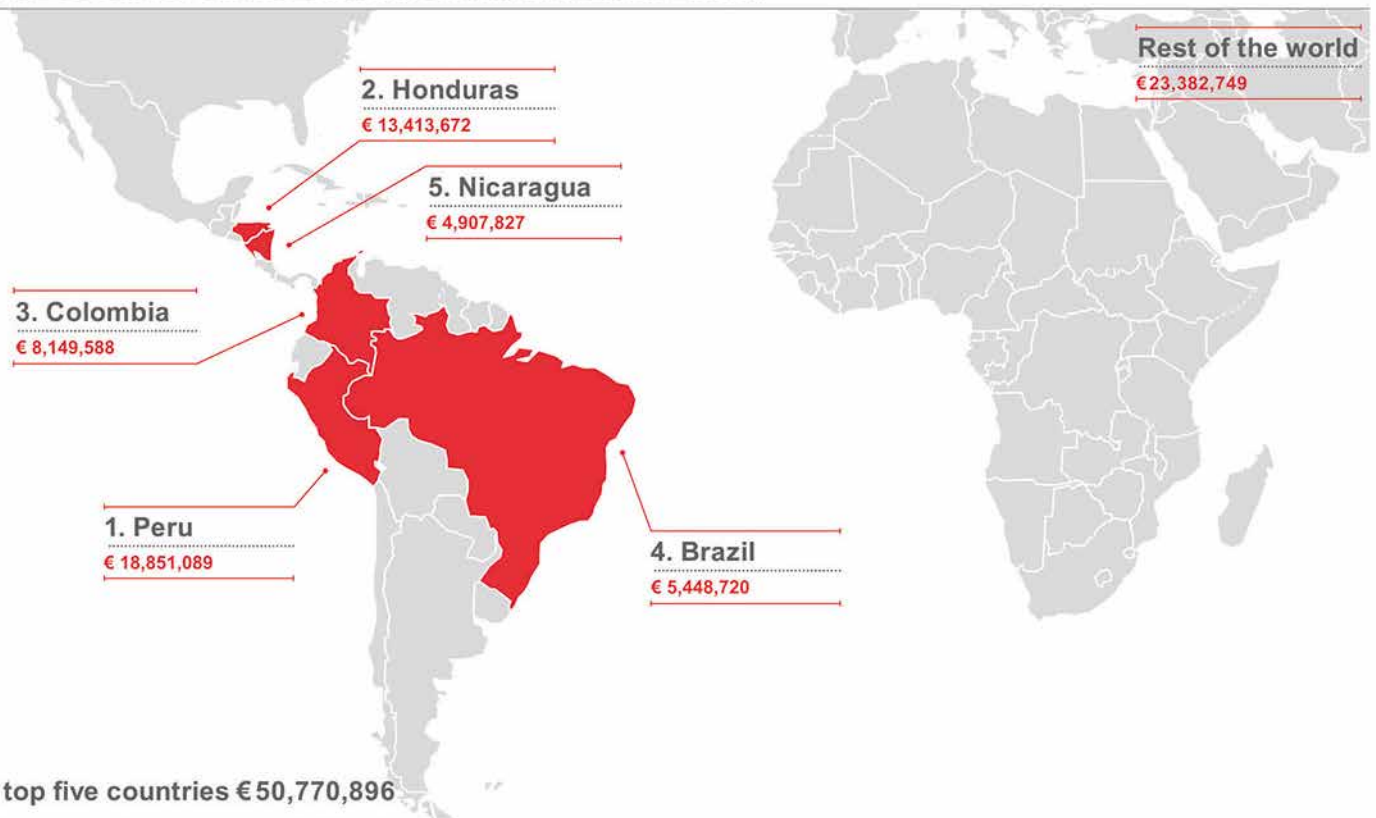 Rest of the world
€23,382,749
2. Honduras
€ 13,413,672
5. Nicaragua
€ 4,907,827
3. Colombia
€ 8,149,588
1. Peru
€ 18,851,089
4. Brazil
€ 5,448,720
top five countries €50,770,896